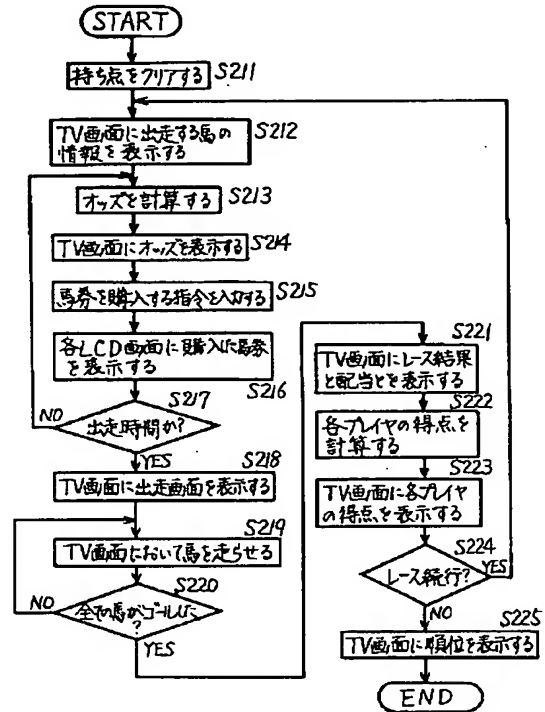 START
持ち点をクリアする S211
TV画面に出走する馬の
情報を表示する
S212
オッズを計算する S213
TV画面にオッズを表示する S214
馬券を購入する指令を入力する S215
各LCD画面に購入した馬券
を表示する
S216
出走時間か?
S217
NO
YES
S218
TV画面に出走画面を表示する
S219
TV画面において馬を走らせる
S220
全ての馬がゴールした
?
NO
YES
S221
TV画面にレース結果
と配当とを表示する
S222
各プレイヤの得点を
計算する
S223
TV画面に各プレイヤ
の得点を表示する
S224
レース続行?
YES
NO
S225
TV画面に順位を表示する
END